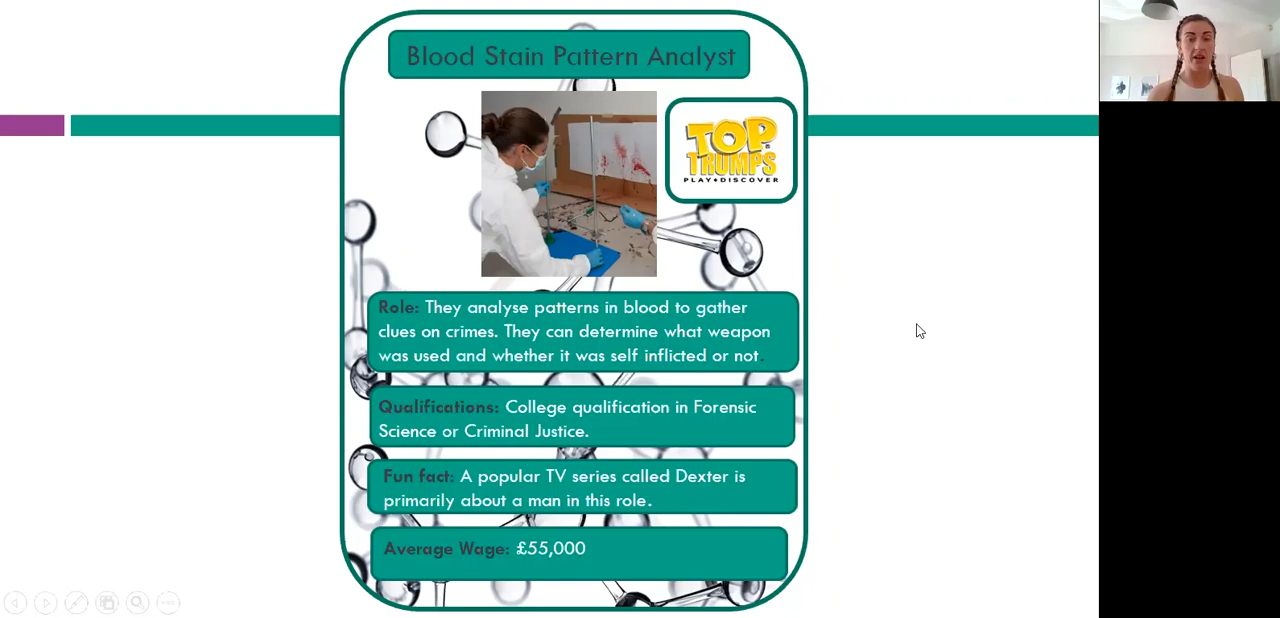 Blood Stain Pattern Analyst
TOP
TRUMPS
PLAY•DISCOVER
Role: They analyse patterns in blood to gather
clues on crimes. They can determine what weapon
was used and whether it was self inflicted or not.
Qualifications: College qualification in Forensic
Science or Criminal Justice.
Fun fact: A popular TV series called Dexter is
primarily about a man in this role.
Average Wage: £55,000